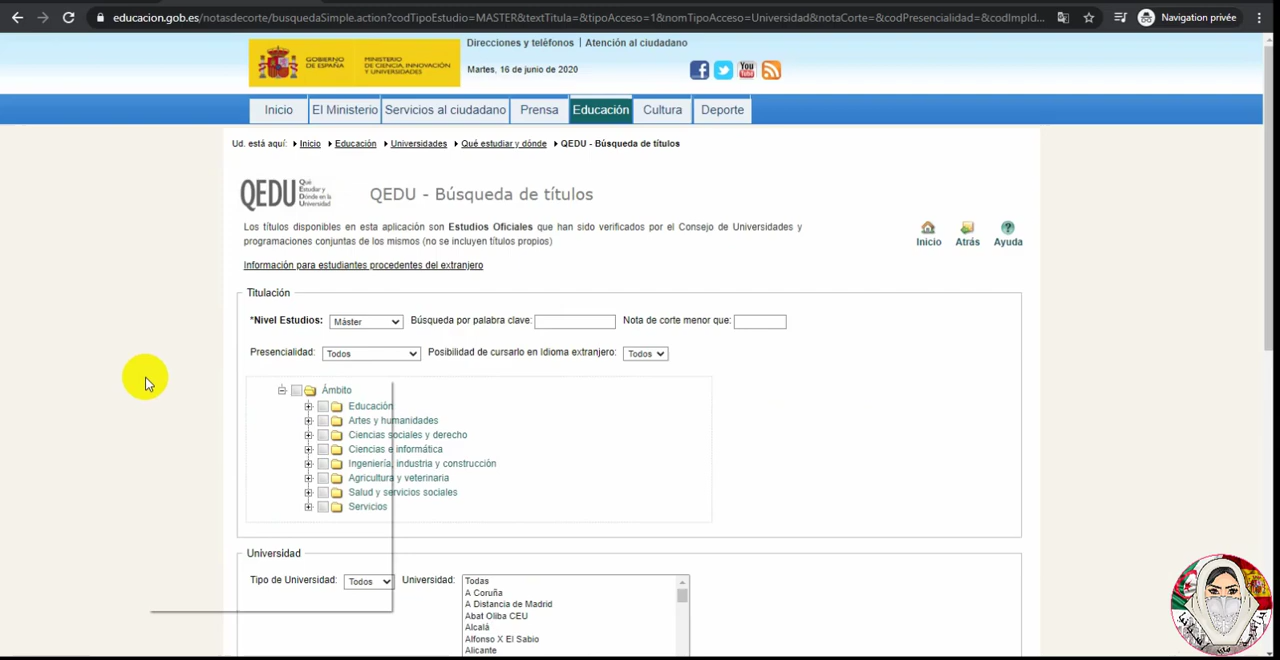 educacion.gob.es/notasdecorte/busquedaSimple.action?codTipoEstudio=MASTER&textTitula=&tipoAcceso=1&nomTipoAcceso=Universidad&notaCorte=&codPresencialidad=&codImpId...
Navigation privée
GOBIERNO DE ESPAÑA
MINISTERIO DE CIENCIA, INNOVACIÓN Y UNIVERSIDADES
Direcciones y telèfonos | Atención al ciudadano
Martes, 16 de junio de 2020
You Tube
Inicio El Ministerio Servicios al ciudadano Prensa Educación Cultura Deporte
Ud. está aquí: Inicio Educación Universidades Qué estudiar y dónde QEDU - Búsqueda de títulos
QEDU Qué Estudiar y Dónde en la Universidad
QEDU - Búsqueda de títulos
Los títulos disponibles en esta aplicación son Estudios Oficiales que han sido verificados por el Consejo de Universidades y
programaciones conjuntas de los mismos (no se incluyen títulos propios)
Inicio Atrás Ayuda
Información para estudiantes procedentes del extranjero
Titulación
*Nivel Estudios: Máster Búsqueda por palabra clave: Nota de corte menor que:
Presencialidad: Todos Posibilidad de cursarlo en Idioma extranjero: Todos
Ámbito
Educación
Artes y humanidades
Ciencias sociales y derecho
Ciencias e informática
Ingeniería, industria y construcción
Agricultura y veterinaria
Salud y servicios sociales
Servicios
Universidad
Tipo de Universidad: Todos Universidad: Todas
A Coruña
A Distancia de Madrid
Abat Oliba CEU
Alcalá
Alfonso X El Sabio
Alicante